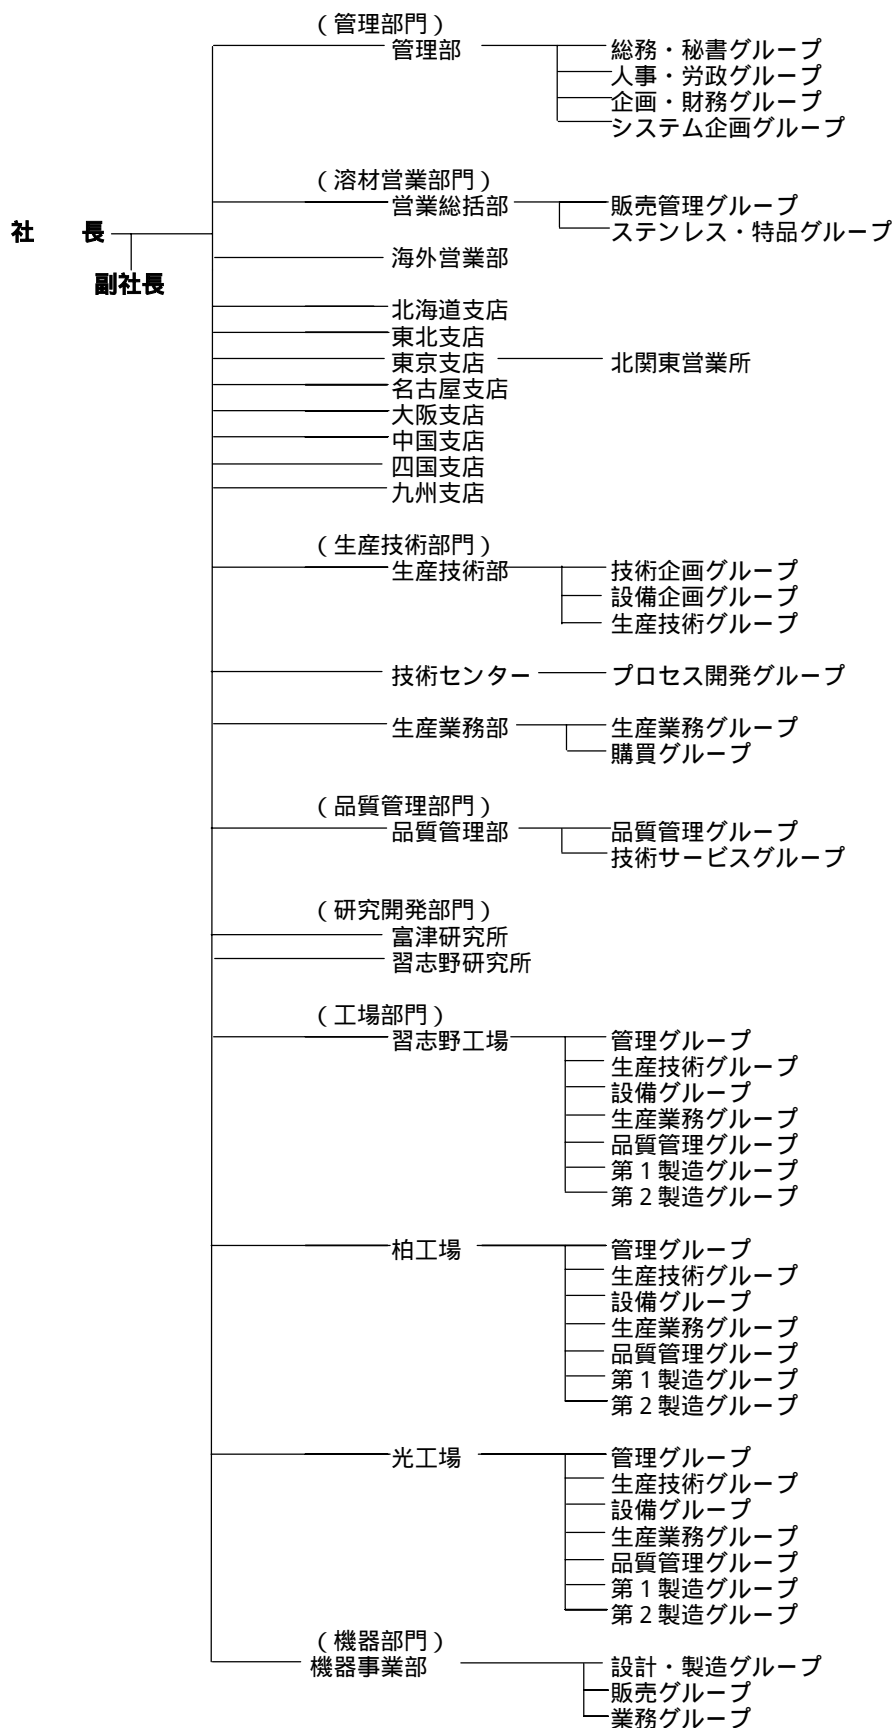 （管理部門）
管理部 総務・秘書グループ
人事・労政グループ
企画・財務グループ
システム企画グループ
（溶材営業部門）
営業総括部 販売管理グループ
社　長 ステンレス・特品グループ
海外営業部
副社長
北海道支店
東北支店
東京支店 北関東営業所
名古屋支店
大阪支店
中国支店
四国支店
九州支店
（生産技術部門）
生産技術部 技術企画グループ
設備企画グループ
生産技術グループ
技術センター プロセス開発グループ
生産業務部 生産業務グループ
購買グループ
（品質管理部門）
品質管理部 品質管理グループ
技術サービスグループ
（研究開発部門）
富津研究所
習志野研究所
（工場部門）
習志野工場 管理グループ
生産技術グループ
設備グループ
生産業務グループ
品質管理グループ
第１製造グループ
第２製造グループ
柏工場 管理グループ
生産技術グループ
設備グループ
生産業務グループ
品質管理グループ
第１製造グループ
第２製造グループ
光工場 管理グループ
生産技術グループ
設備グループ
生産業務グループ
品質管理グループ
第１製造グループ
第２製造グループ
（機器部門）
機器事業部 設計・製造グループ
販売グループ
業務グループ